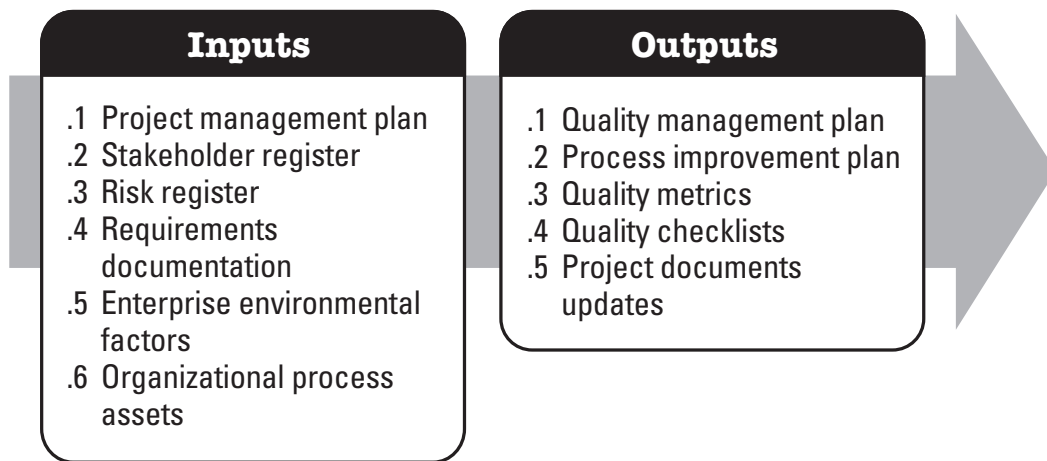 Inputs
.1 Project management plan
.2 Stakeholder register
.3 Risk register
.4 Requirements
documentation
.5 Enterprise environmental
factors
.6 Organizational process
assets
Outputs
.1 Quality management plan
.2 Process improvement plan
.3 Quality metrics
.4 Quality checklists
.5 Project documents
updates